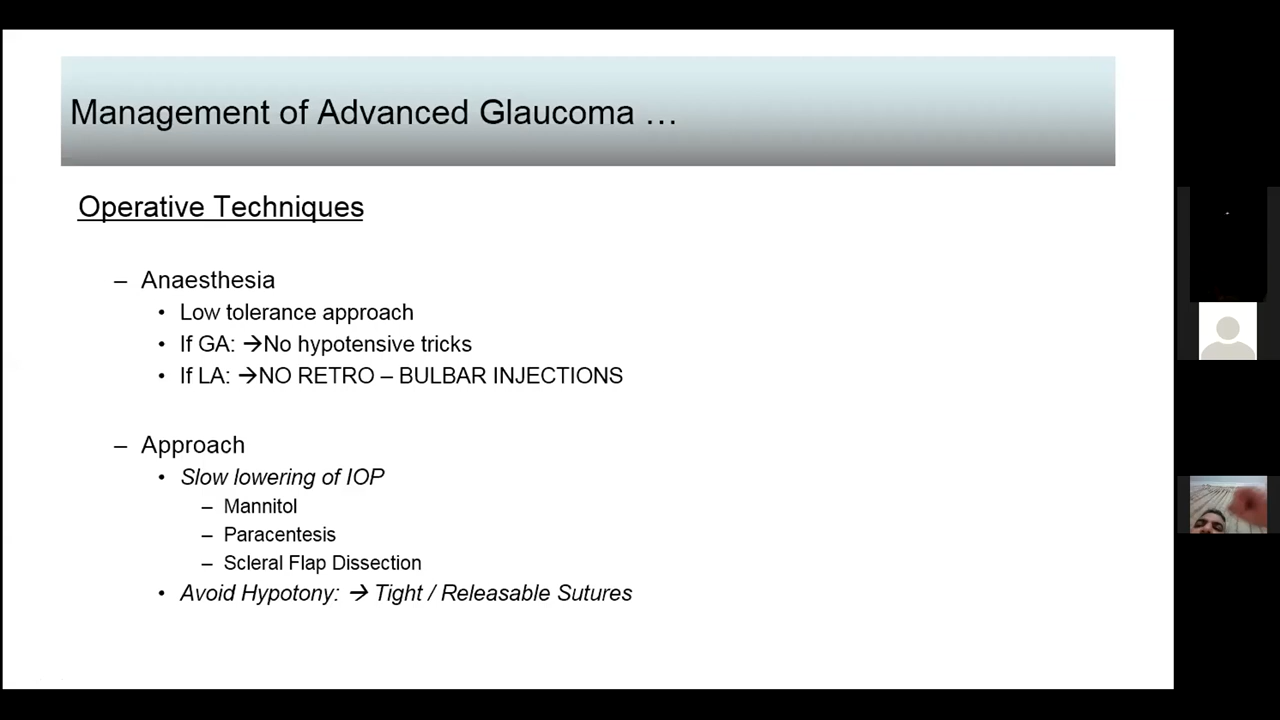 Management of Advanced Glaucoma …
Operative Techniques
– Anaesthesia
• Low tolerance approach
• If GA: →No hypotensive tricks
• If LA: →NO RETRO – BULBAR INJECTIONS
– Approach
• Slow lowering of IOP
– Mannitol
– Paracentesis
– Scleral Flap Dissection
• Avoid Hypotony: → Tight / Releasable Sutures